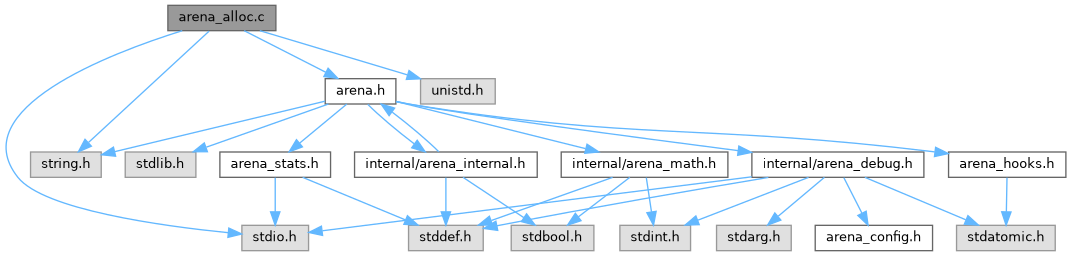 arena_alloc.c
arena.h
unistd.h
string.h
stdlib.h
arena_stats.h
internal/arena_internal.h
internal/arena_math.h
internal/arena_debug.h
arena_hooks.h
stdio.h
stddef.h
stdbool.h
stdint.h
stdarg.h
arena_config.h
stdatomic.h